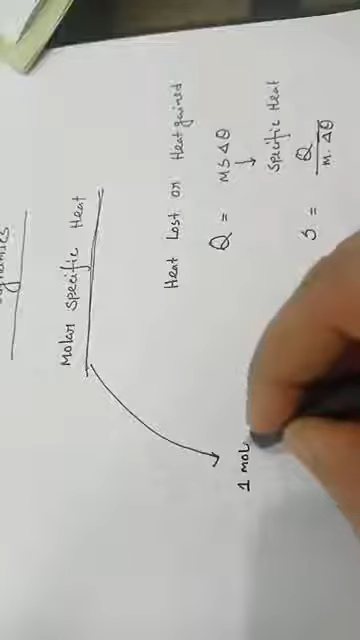 Molar Specific Heat
Heat Lost or Heat gained
Q = MSΔθ
↓
Specific Heat
S = Q / M.Δθ
1 mol